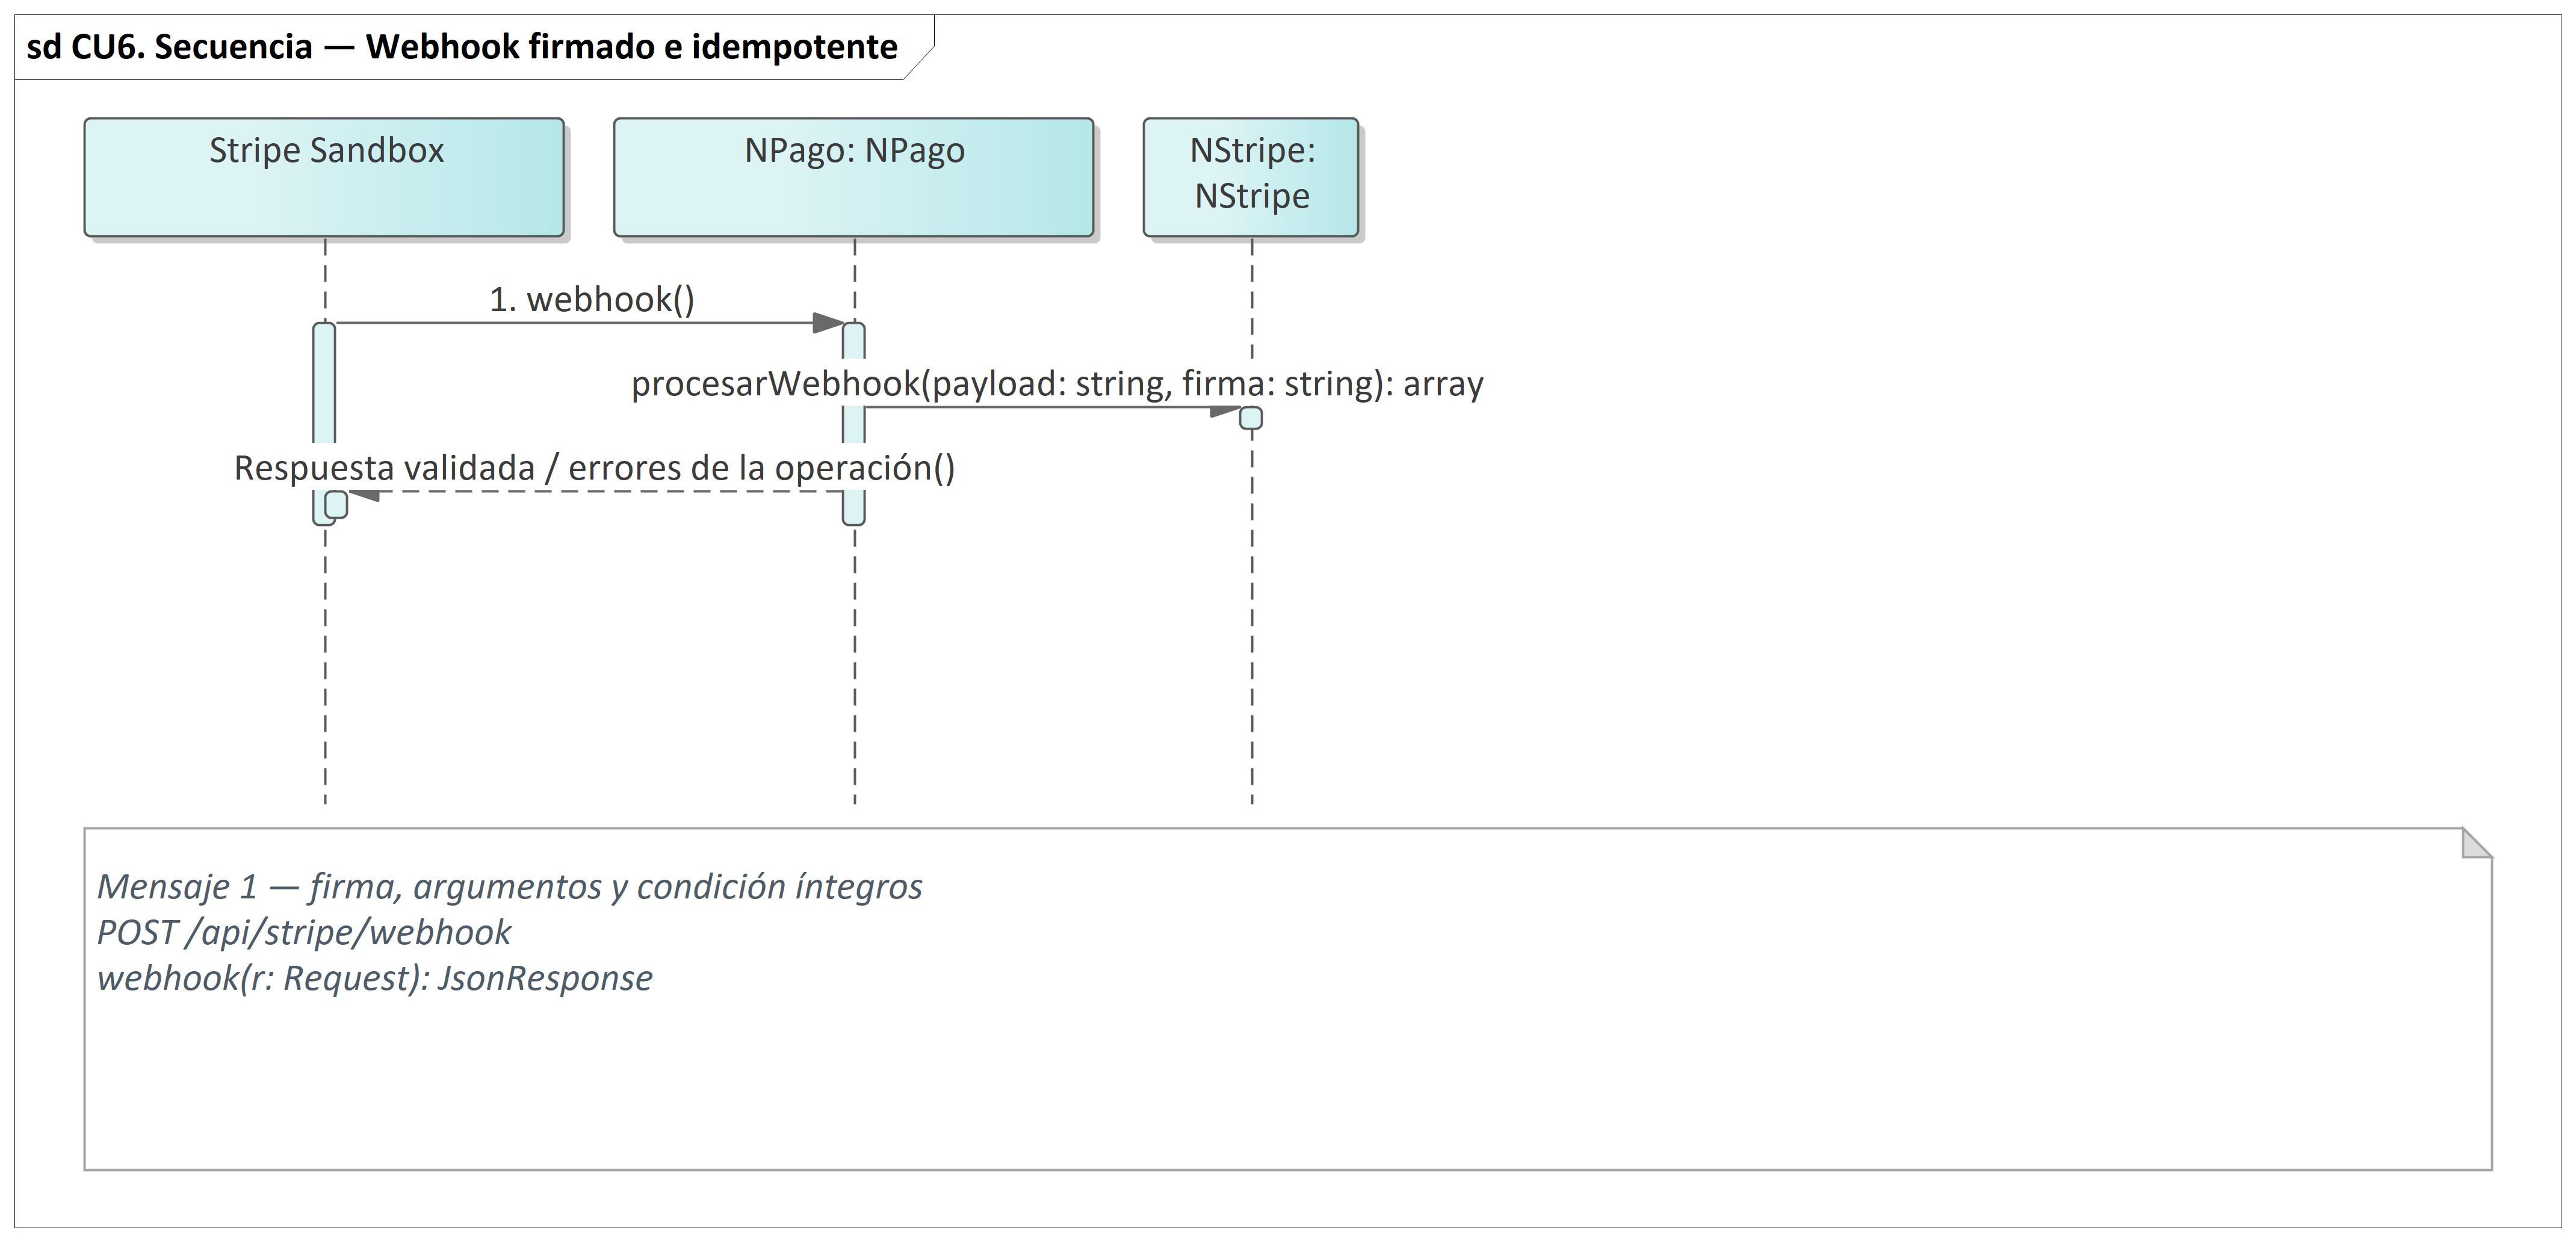 sd CU6. Secuencia — Webhook firmado e idempotente
Stripe Sandbox
NPago: NPago
NStripe:
NStripe
1. webhook()
procesarWebhook(payload: string, firma: string): array
Respuesta validada / errores de la operación()
Mensaje 1 — firma, argumentos y condición íntegros
POST /api/stripe/webhook
webhook(r: Request): JsonResponse